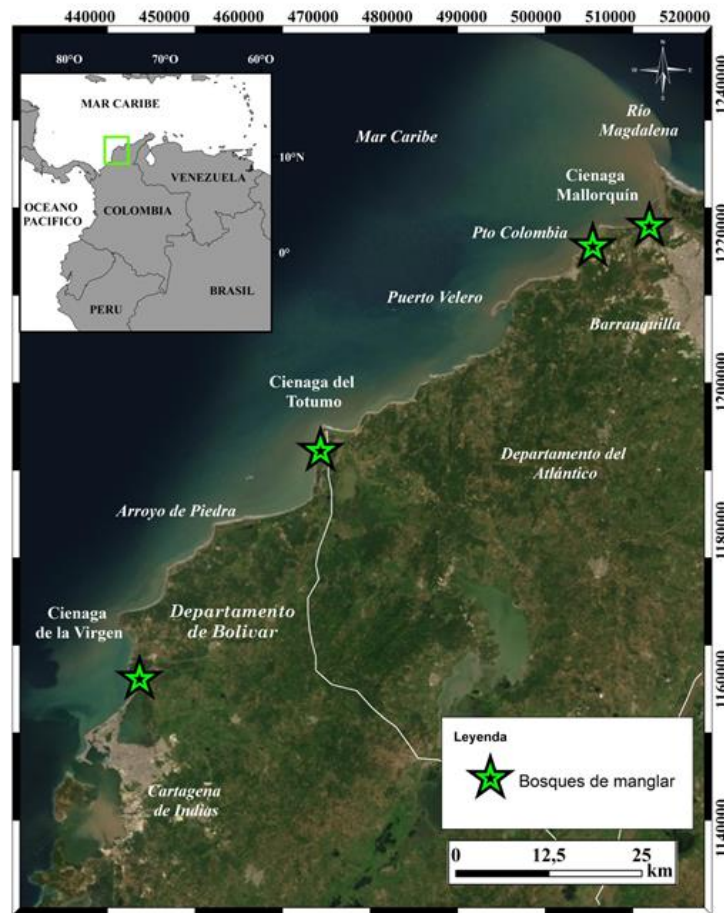 440000 450000 460000 470000 480000 490000 500000 510000 520000
80°O 70°O 60°O
MAR CARIBE
10°N
OCEANO
PACIFICO
VENEZUELA
COLOMBIA
0°
BRASIL
PERU
N
W E
S
Mar Caribe
Río
Magdalena
Cienaga
Mallorquín
Pto Colombia
Puerto Velero
Barranquilla
Cienaga del
Totumo
Departamento del
Atlántico
Arroyo de Piedra
Cienaga
de la Virgen
Departamento
de Bolivar
Cartagena
de Indias
1240000
1220000
1200000
1180000
1160000
1140000
Leyenda
Bosques de manglar
0 12,5 25
km